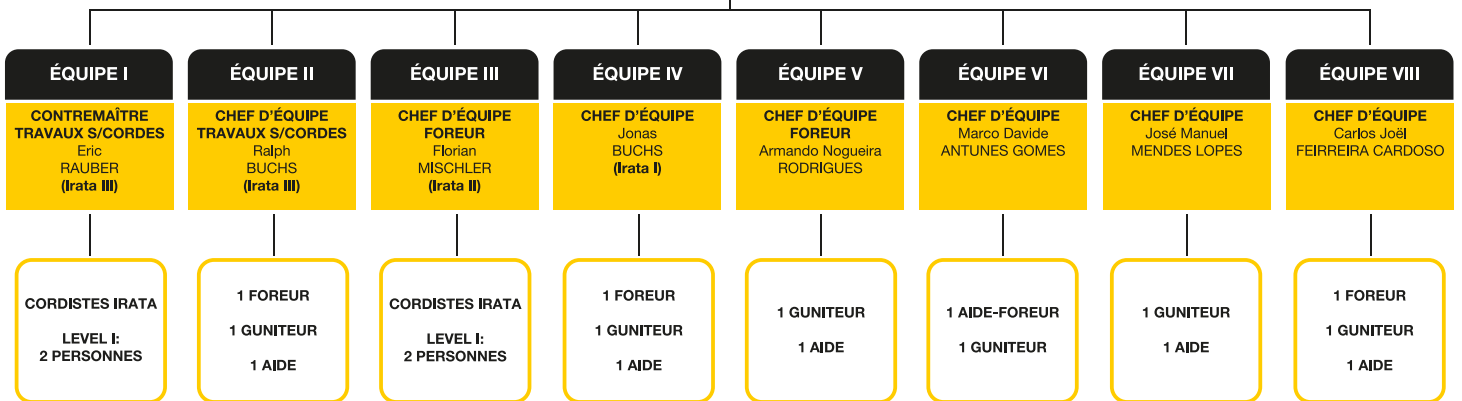 ÉQUIPE I
CONTREMAÎTRE
TRAVAUX S/CORDES
Eric
RAUBER
(Irata III)
CORDISTES IRATA
LEVEL I:
2 PERSONNES
ÉQUIPE II
CHEF D'ÉQUIPE
TRAVAUX S/CORDES
Ralph
BUCHS
(Irata III)
1 FOREUR
1 GUNITEUR
1 AIDE
ÉQUIPE III
CHEF D'ÉQUIPE
FOREUR
Florian
MISCHLER
(Irata II)
CORDISTES IRATA
LEVEL I:
2 PERSONNES
ÉQUIPE IV
CHEF D'ÉQUIPE
Jonas
BUCHS
(Irata I)
1 FOREUR
1 GUNITEUR
1 AIDE
ÉQUIPE V
CHEF D'ÉQUIPE
FOREUR
Armando Nogueira
RODRIGUES
1 GUNITEUR
1 AIDE
ÉQUIPE VI
CHEF D'ÉQUIPE
Marco Davide
ANTUNES GOMES
1 AIDE-FOREUR
1 GUNITEUR
ÉQUIPE VII
CHEF D'ÉQUIPE
José Manuel
MENDES LOPES
1 GUNITEUR
1 AIDE
ÉQUIPE VIII
CHEF D'ÉQUIPE
Carlos Joël
FEIRREIRA CARDOSO
1 FOREUR
1 GUNITEUR
1 AIDE